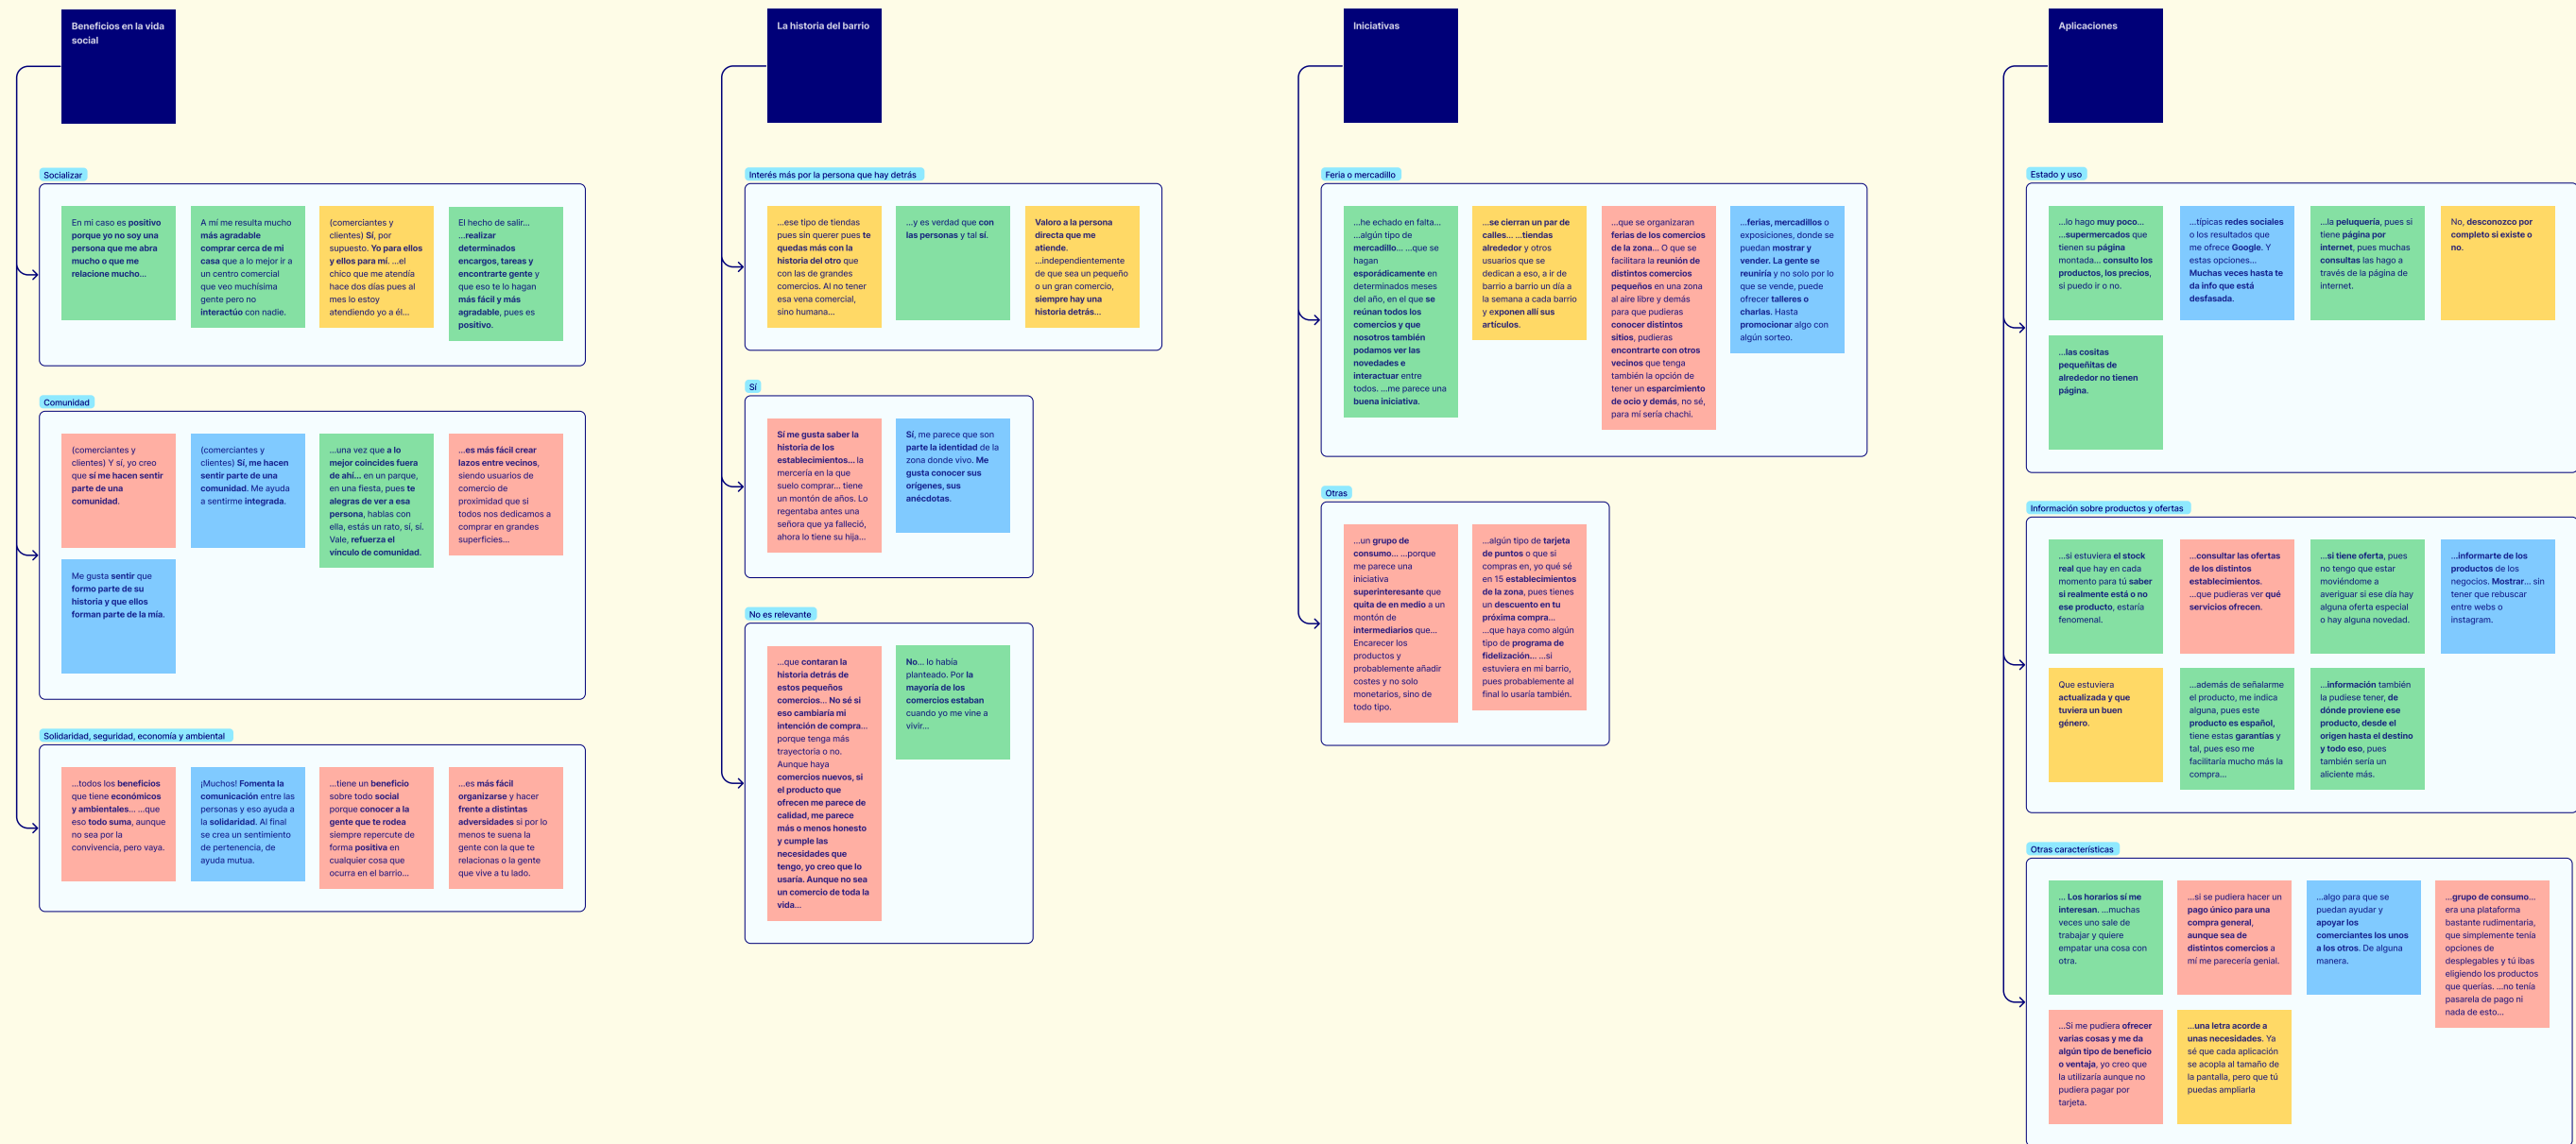 Beneficios en la vida
social
Socializar
En mi caso es positivo
porque yo no soy una
persona que me abra
mucho o que me
relacione mucho...
A mí me resulta mucho
más agradable
comprar cerca de mi
casa que a lo mejor ir a
un centro comercial
que veo muchísima
gente pero no
interactúo con nadie.
(comerciantes y
clientes) Sí, por
supuesto. Yo para ellos
y ellos para mí. ...el
chico que me atendía
hace dos días pues al
mes lo estoy
atendiendo yo a él...
El hecho de salir...
...realizar
determinados
encargos, tareas y
encontrarte gente y
que eso te lo hagan
más fácil y más
agradable, pues es
positivo.
Comunidad
(comerciantes y
clientes) Y sí, yo creo
que sí me hacen sentir
parte de una
comunidad.
(comerciantes y
clientes) Sí, me hacen
sentir parte de una
comunidad. Me ayuda
a sentirme integrada.
...una vez que a lo
mejor coincides fuera
de ahí... en un parque,
en una fiesta, pues te
alegras de ver a esa
persona, hablas con
ella, estás un rato, sí, sí.
Vale, refuerza el
vínculo de comunidad.
...es más fácil crear
lazos entre vecinos,
siendo usuarios de
comercio de
proximidad que si
todos nos dedicamos a
comprar en grandes
superficies...
Me gusta sentir que
formo parte de su
historia y que ellos
forman parte de la mía.
Solidaridad, seguridad, economía y ambiental
...todos los beneficios
que tiene económicos
y ambientales... ...que
eso todo suma, aunque
no sea por la
convivencia, pero vaya.
¡Muchos! Fomenta la
comunicación entre las
personas y eso ayuda a
la solidaridad. Al final
se crea un sentimiento
de pertenencia, de
ayuda mutua.
...tiene un beneficio
sobre todo social
porque conocer a la
gente que te rodea
siempre repercute de
forma positiva en
cualquier cosa que
ocurra en el barrio...
...es más fácil
organizarse y hacer
frente a distintas
adversidades si por lo
menos te suena la
gente con la que te
relacionas o la gente
que vive a tu lado.
La historia del barrio
Interés más por la persona que hay detrás
...ese tipo de tiendas
pues sin querer pues te
quedas más con la
historia del otro que
con las de grandes
comercios. Al no tener
esa vena comercial,
sino humana...
...y es verdad que con
las personas y tal sí.
Valoro a la persona
directa que me
atiende.
...independientemente
de que sea un pequeño
o un gran comercio,
siempre hay una
historia detrás...
Sí
Sí me gusta saber la
historia de los
establecimientos... la
mercería en la que
suelo comprar... tiene
un montón de años. Lo
regentaba antes una
señora que ya falleció,
ahora lo tiene su hija...
Sí, me parece que son
parte la identidad de la
zona donde vivo. Me
gusta conocer sus
orígenes, sus
anécdotas.
No es relevante
...que contaran la
historia detrás de
estos pequeños
comercios... No sé si
eso cambiaría mi
intención de compra...
porque tenga más
trayectoria o no.
Aunque haya
comercios nuevos, si
el producto que
ofrecen me parece de
calidad, me parece
más o menos honesto
y cumple las
necesidades que
tengo, yo creo que lo
usaría. Aunque no sea
un comercio de toda la
vida...
No... lo había
planteado. Por la
mayoría de los
comercios estaban
cuando yo me vine a
vivir...
Iniciativas
Feria o mercadillo
...he echado en falta...
...algún tipo de
mercadillo... ...que se
hagan
esporádicamente en
determinados meses
del año, en el que se
reúnan todos los
comercios y que
nosotros también
podamos ver las
novedades e
interactuar entre
todos. ...me parece una
buena iniciativa.
...se cierran un par de
calles... ...tiendas
alrededor y otros
usuarios que se
dedican a eso, a ir de
barrio a barrio un día a
la semana a cada barrio
y exponen allí sus
artículos.
...que se organizaran
ferias de los comercios
de la zona... O que se
facilitara la reunión de
distintos comercios
pequeños en una zona
al aire libre y demás
para que pudieras
conocer distintos
sitios, pudieras
encontrarte con otros
vecinos que tenga
también la opción de
tener un esparcimiento
de ocio y demás, no sé,
para mí sería chachi.
...ferias, mercadillos o
exposiciones, donde se
puedan mostrar y
vender. La gente se
reuniría y no solo por lo
que se vende, puede
ofrecer talleres o
charlas. Hasta
promocionar algo con
algún sorteo.
Otras
...un grupo de
consumo... ...porque
me parece una
iniciativa
superinteresante que
quita de en medio a un
montón de
intermediarios que...
Encarecer los
productos y
probablemente añadir
costes y no solo
monetarios, sino de
todo tipo.
...algún tipo de tarjeta
de puntos o que si
compras en, yo qué sé
en 15 establecimientos
de la zona, pues tienes
un descuento en tu
próxima compra...
...que haya como algún
tipo de programa de
fidelización... ...si
estuviera en mi barrio,
pues probablemente al
final lo usaría también.
Aplicaciones
Estado y uso
...lo hago muy poco...
...supermercados que
tienen su página
montada... consulto los
productos, los precios,
si puedo ir o no.
...típicas redes sociales
o los resultados que
me ofrece Google. Y
estas opciones...
Muchas veces hasta te
da info que está
desfasada.
...la peluquería, pues si
tiene página por
internet, pues muchas
consultas las hago a
través de la página de
internet.
No, desconozco por
completo si existe o
no.
...las cositas
pequeñitas de
alrededor no tienen
página.
Información sobre productos y ofertas
...si estuviera el stock
real que hay en cada
momento para tú saber
si realmente está o no
ese producto, estaría
fenomenal.
...consultar las ofertas
de los distintos
establecimientos.
...que pudieras ver qué
servicios ofrecen.
...si tiene oferta, pues
no tengo que estar
moviéndome a
averiguar si ese día hay
alguna oferta especial
o hay alguna novedad.
...informarte de los
productos de los
negocios. Mostrar... sin
tener que rebuscar
entre webs o
instagram.
Que estuviera
actualizada y que
tuviera un buen
género.
...además de señalarme
el producto, me indica
alguna, pues este
producto es español,
tiene estas garantías y
tal, pues eso me
facilitaría mucho más la
compra...
...información también
la pudiese tener, de
dónde proviene ese
producto, desde el
origen hasta el destino
y todo eso, pues
también sería un
aliciente más.
Otras características
... Los horarios sí me
interesan. ...muchas
veces uno sale de
trabajar y quiere
empatar una cosa con
otra.
...si se pudiera hacer un
pago único para una
compra general,
aunque sea de
distintos comercios a
mí me parecería genial.
...algo para que se
puedan ayudar y
apoyar los
comerciantes los unos
a los otros. De alguna
manera.
...grupo de consumo...
era una plataforma
bastante rudimentaria,
que simplemente tenía
opciones de
desplegables y tú ibas
eligiendo los productos
que querías. ...no tenía
pasarela de pago ni
nada de esto...
...Si me pudiera ofrecer
varias cosas y me da
algún tipo de beneficio
o ventaja, yo creo que
la utilizaría aunque no
pudiera pagar por
tarjeta.
...una letra acorde a
unas necesidades. Ya
sé que cada aplicación
se acopla al tamaño de
la pantalla, pero que tú
puedas ampliarla